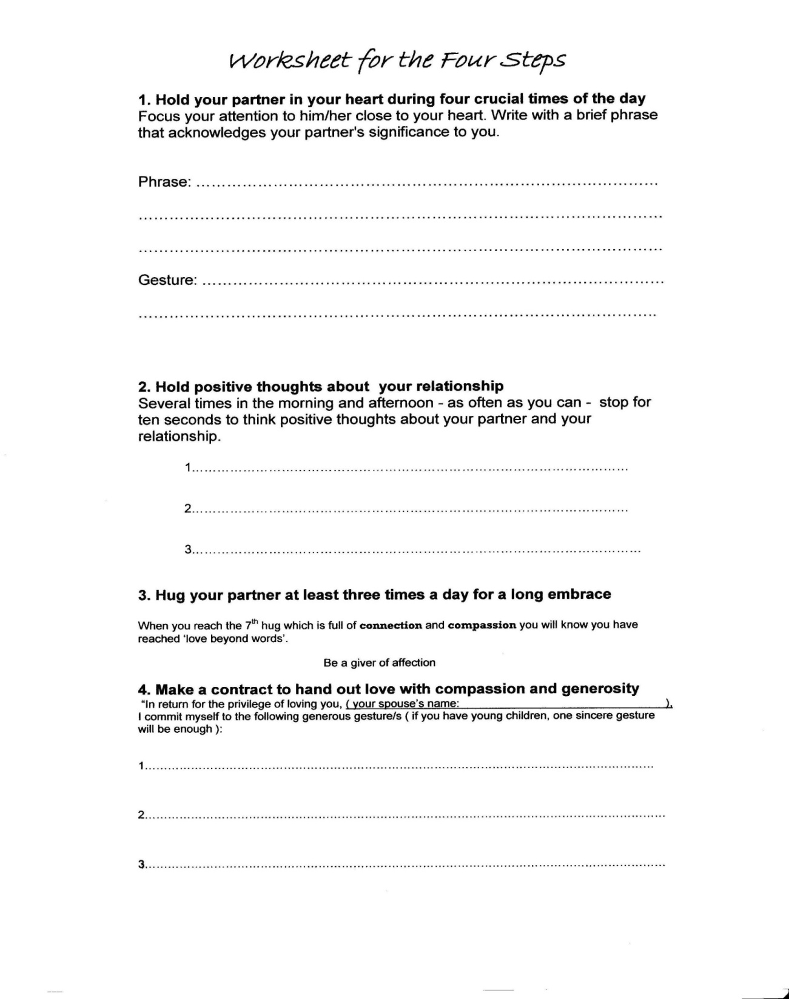 Worksheet for the Four Steps
1. Hold your partner in your heart during four crucial times of the day
Focus your attention to him/her close to your heart. Write with a brief phrase
that acknowledges your partner's significance to you.
Phrase: ..........................................................................................
......................................................................................................
......................................................................................................
Gesture: ..........................................................................................
......................................................................................................
2. Hold positive thoughts about  your relationship
Several times in the morning and afternoon - as often as you can -  stop for
ten seconds to think positive thoughts about your partner and your
relationship.
1......................................................................................................
2......................................................................................................
3......................................................................................................
3. Hug your partner at least three times a day for a long embrace
When you reach the 7th hug which is full of connection and compassion you will know you have
reached ‘love beyond words’.
Be a giver of affection
4. Make a contract to hand out love with compassion and generosity
“In return for the privilege of loving you, ( your spouse’s name:______________________________),
I commit myself to the following generous gesture/s ( if you have young children, one sincere gesture
will be enough ):
1......................................................................................................
2......................................................................................................
3......................................................................................................